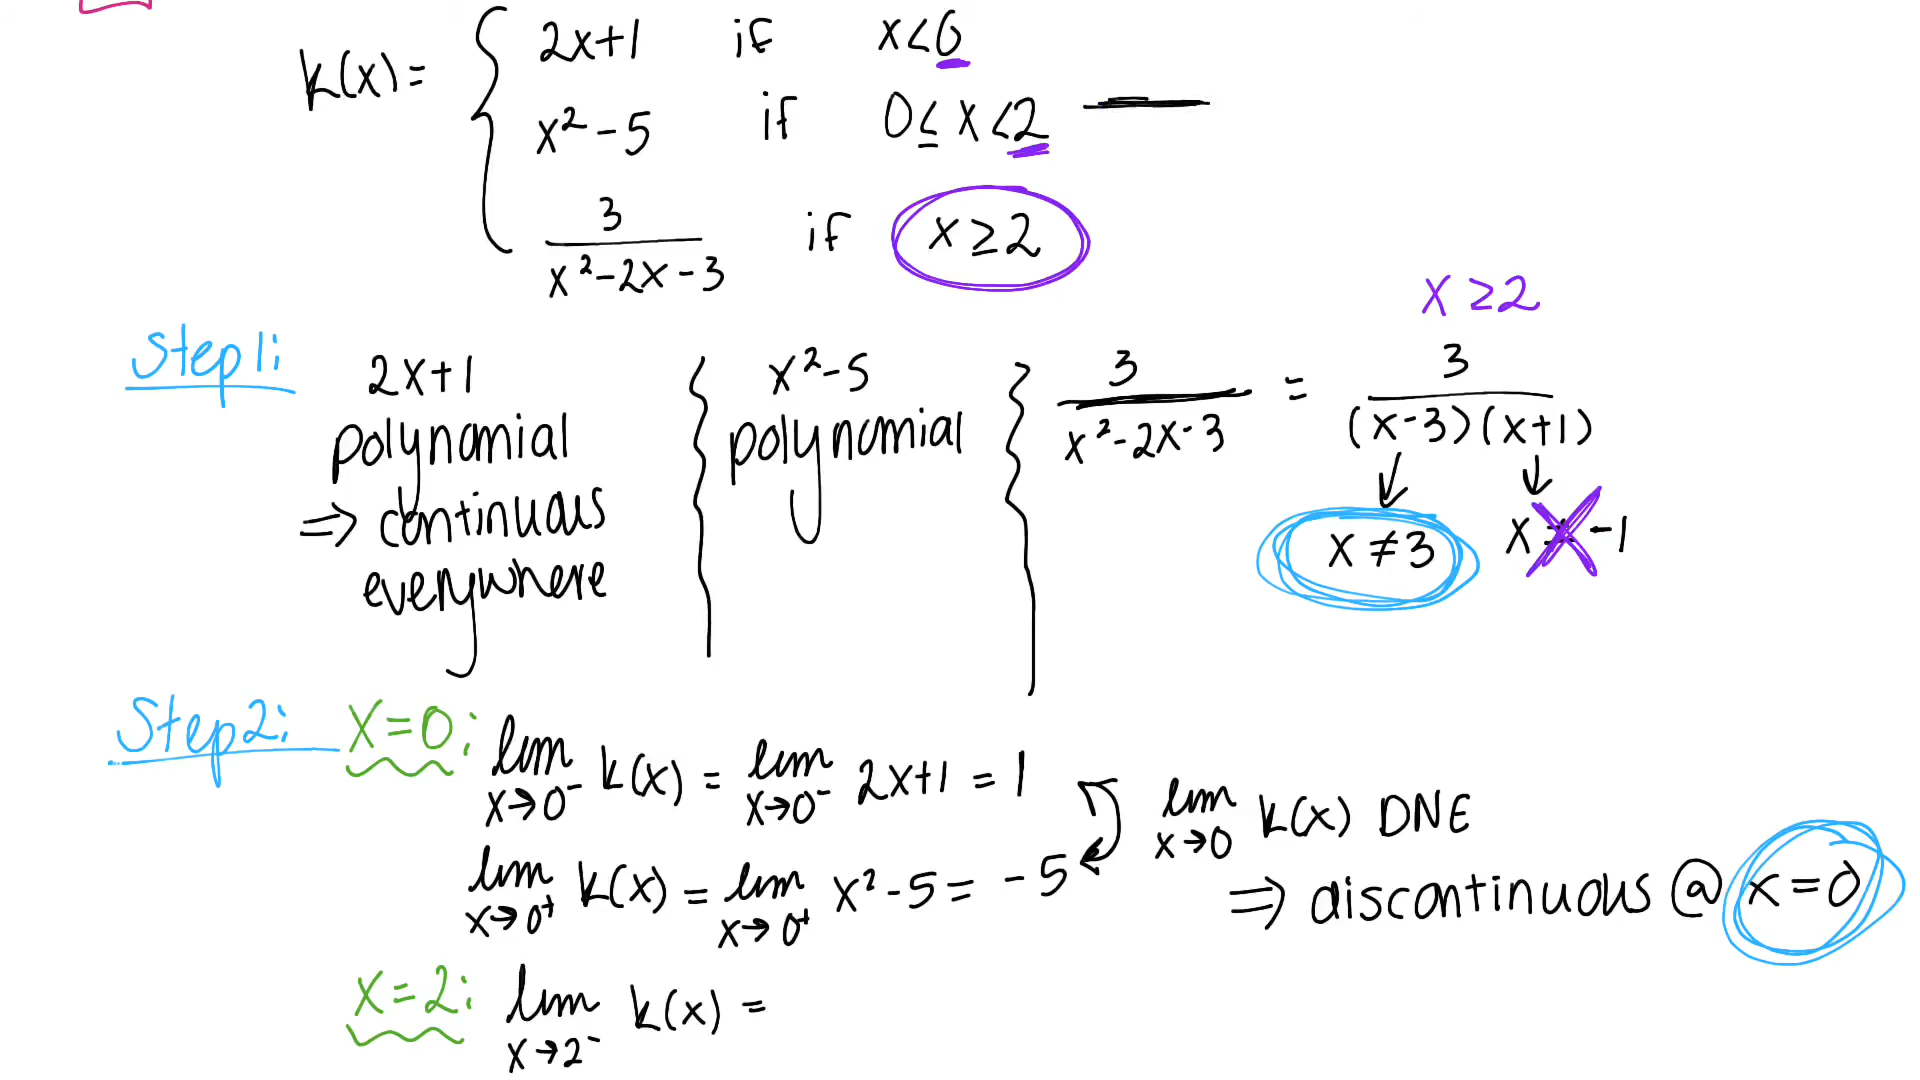 k(x) = { 2x+1 if x<0
x² - 5 if 0 ≤ x < 2
3/(x² - 2x - 3) if x ≥ 2
x ≥ 2
Step 1: 2x+1 x² - 5 3/(x² - 2x - 3) = 3/((x-3)(x+1))
polynomial polynomial
⇒ continuous x ≠ 3 x ≠ -1
everywhere
Step 2: x=0: lim x→0⁻ k(x) = lim x→0⁻ 2x+1 = 1 lim x→0 k(x) DNE
lim x→0⁺ k(x) = lim x→0⁺ x² - 5 = -5 ⇒ discontinuous @ x=0
x=2: lim x→2⁻ k(x) =